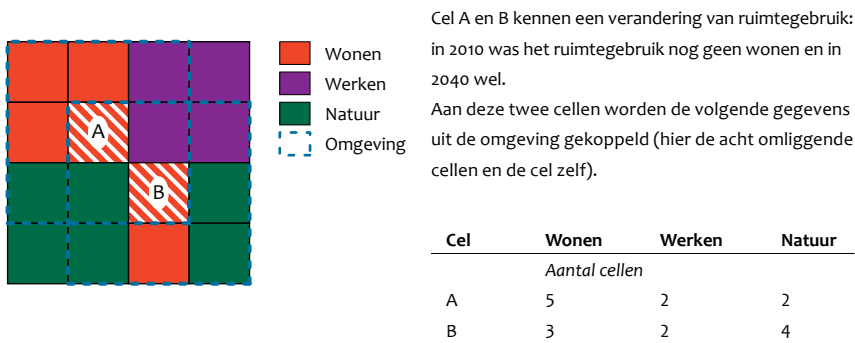 A
B
Wonen
Werken
Natuur
Omgeving
Cel A en B kennen een verandering van ruimtegebruik:
in 2010 was het ruimtegebruik nog geen wonen en in
2040 wel.
Aan deze twee cellen worden de volgende gegevens
uit de omgeving gekoppeld (hier de acht omliggende
cellen en de cel zelf).
Cel Wonen Werken Natuur
Aantal cellen
A 5 2 2
B 3 2 4